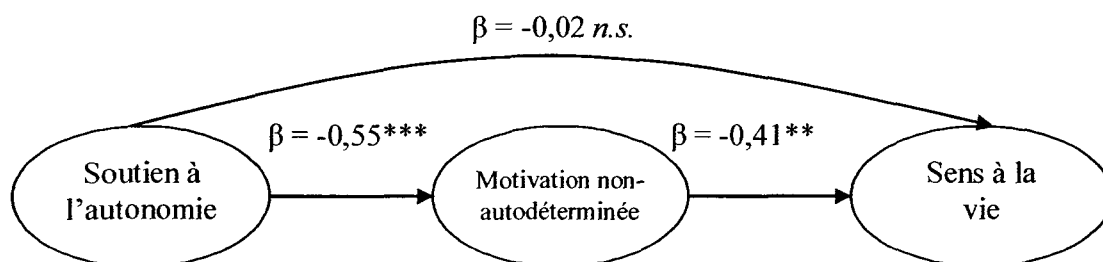 β = -0,02 n.s.
β = -0,55***
β = -0,41**
Soutien à
l'autonomie
Motivation non-
autodéterminée
Sens à la
vie